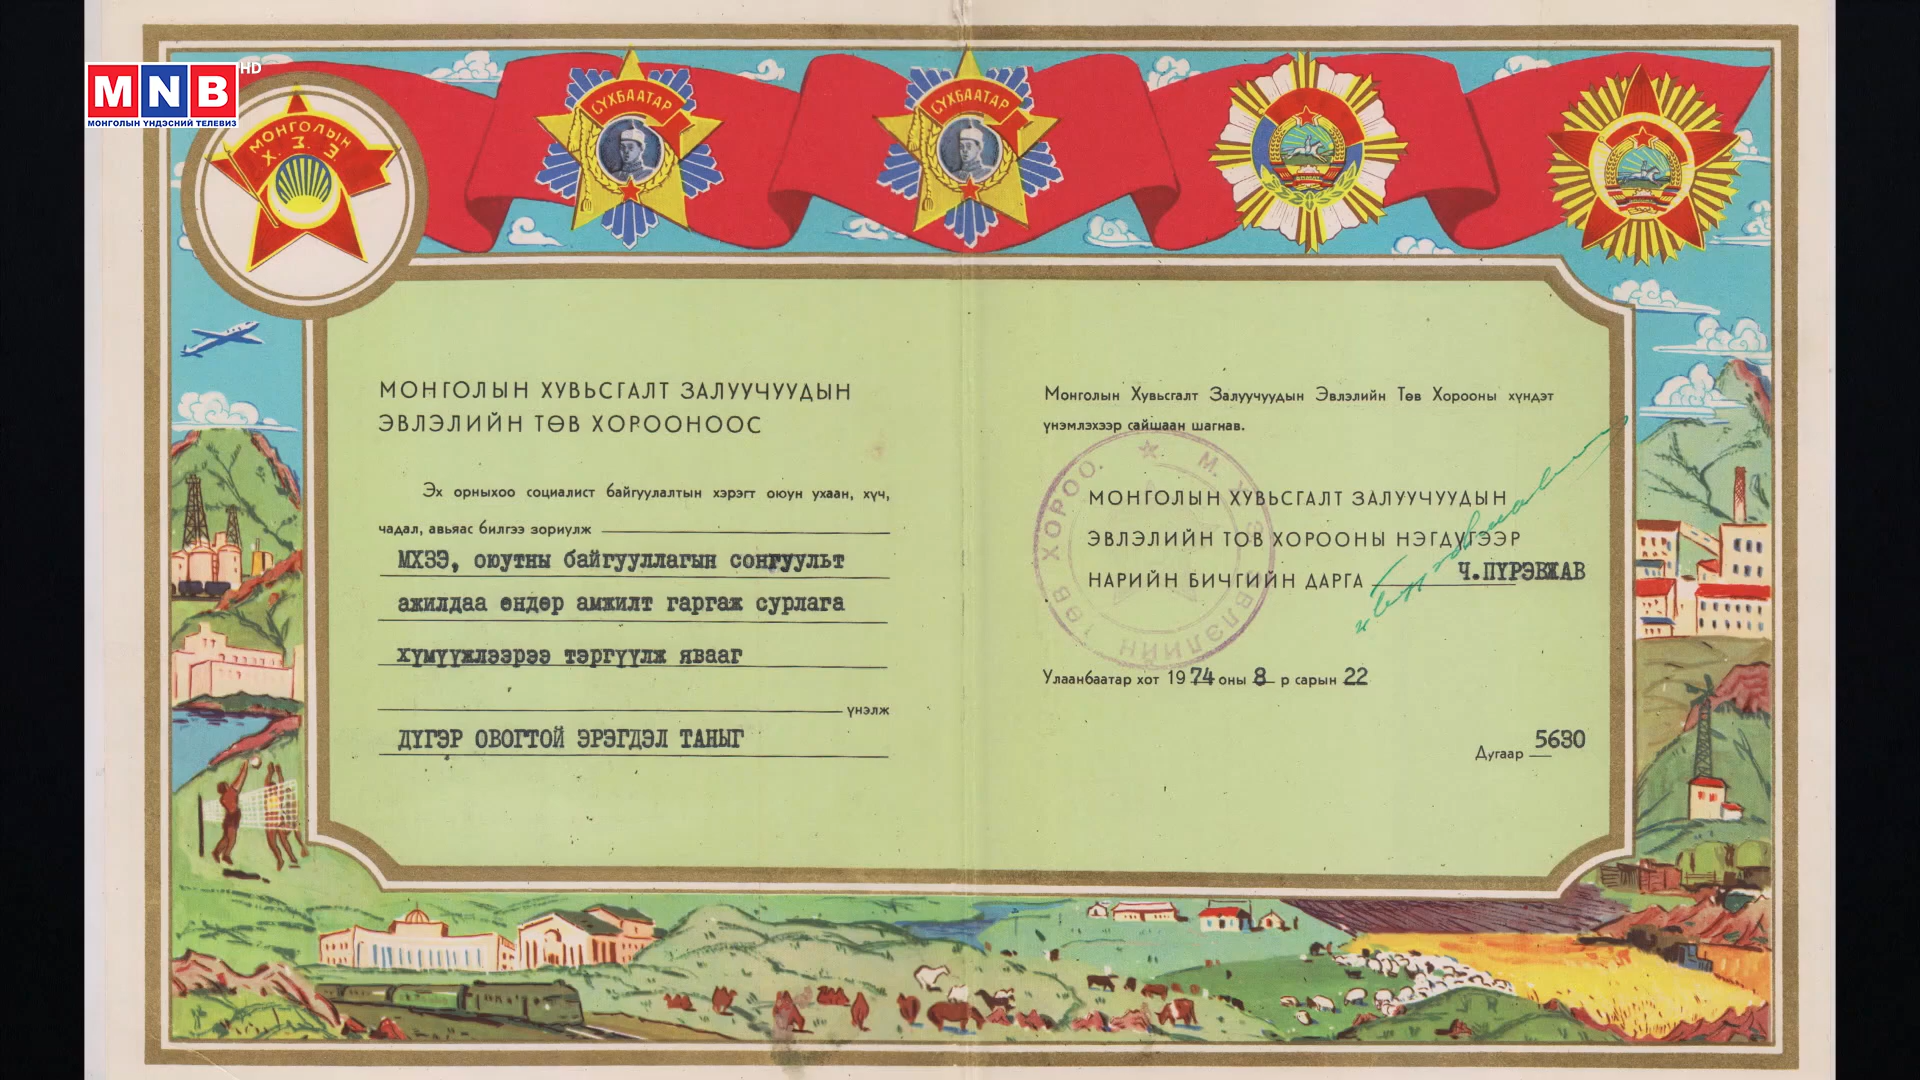 MNB HD
МОНГОЛЫН ҮНДЭСНИЙ ТЕЛЕВИЗ
МОНГОЛЫН
Х. З. Э.
СҮХБААТАР
СҮХБААТАР
МОНГОЛЫН ХУВЬСГАЛТ ЗАЛУУЧУУДЫН
ЭВЛЭЛИЙН ТӨВ ХОРООНООС
Эх орныхоо социалист байгуулалтын хэрэгт оюун ухаан, хүч,
чадал, авьяас билгээ зориулж
МХЗЭ, оюутны байгууллагын сонгуульт
ажилдаа өндөр амжилт гаргаж сурлага
хүмүүжлээрээ тэргүүлж яваа г
үнэлж
ДҮГЭР ОВОГТОЙ ЭРЭГДЭЛ ТАНЫГ
Монголын Хувьсгалт Залуучуудын Эвлэлийн Төв Хорооны хүндэт
үнэмлэхээр сайшаан шагнав.
МОНГОЛЫН ХУВЬСГАЛТ ЗАЛУУЧУУДЫН
ЭВЛЭЛИЙН ТӨВ ХОРООНЫ НЭГДҮГЭЭР
НАРИЙН БИЧГИЙН ДАРГА Ч.ПҮРЭВЖАВ
М. Х. З. ЭВЛЭЛИЙН ТӨВ ХОРОО.
Улаанбаатар хот 1974 оны 8 р сарын 22
Дугаар 5630